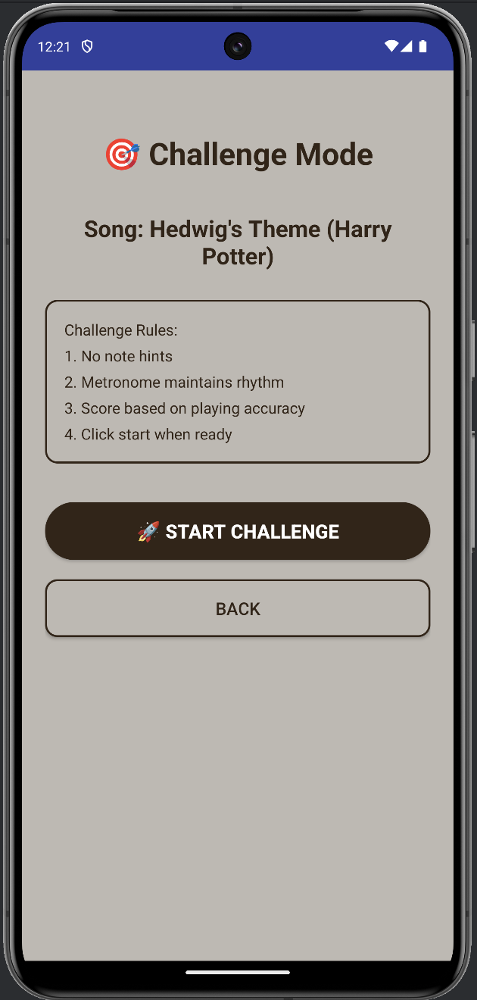 12:21
🎯 Challenge Mode
Song: Hedwig's Theme (Harry
Potter)
Challenge Rules:
1. No note hints
2. Metronome maintains rhythm
3. Score based on playing accuracy
4. Click start when ready
🚀 START CHALLENGE
BACK